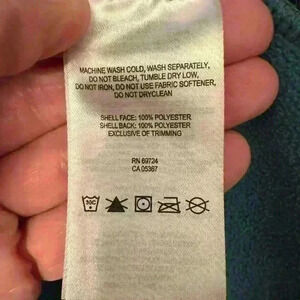 MACHINE WASH COLD, WASH SEPARATELY,
DO NOT BLEACH, TUMBLE DRY LOW,
DO NOT IRON, DO NOT USE FABRIC SOFTENER,
DO NOT DRYCLEAN
SHELL FACE: 100% POLYESTER
SHELL BACK: 100% POLYESTER
EXCLUSIVE OF TRIMMING
RN 69724
CA 05367
30C